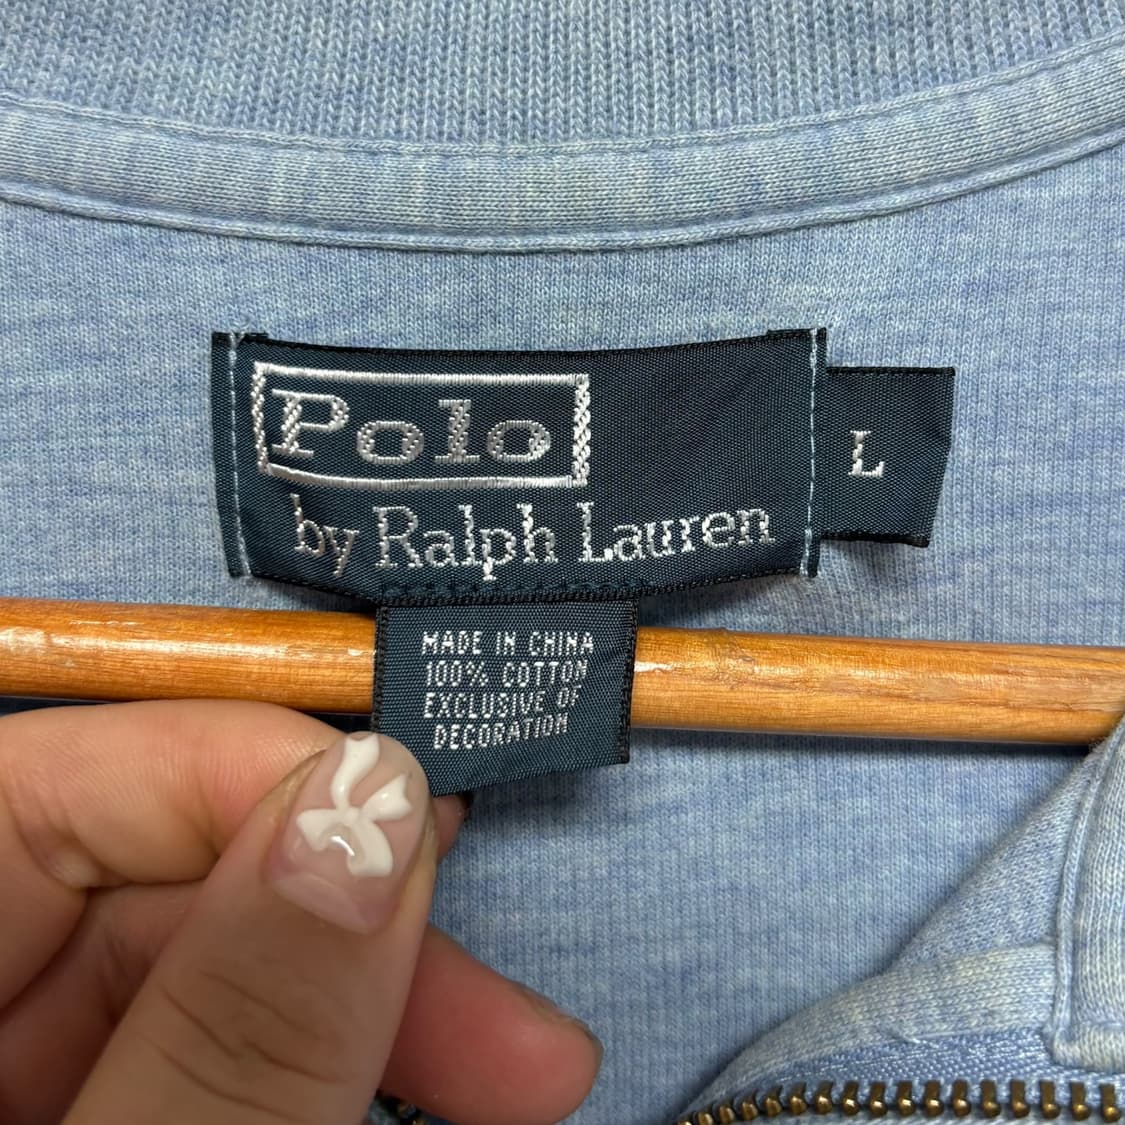 Polo
by Ralph Lauren
L
MADE IN CHINA
100% COTTON
EXCLUSIVE OF
DECORATION